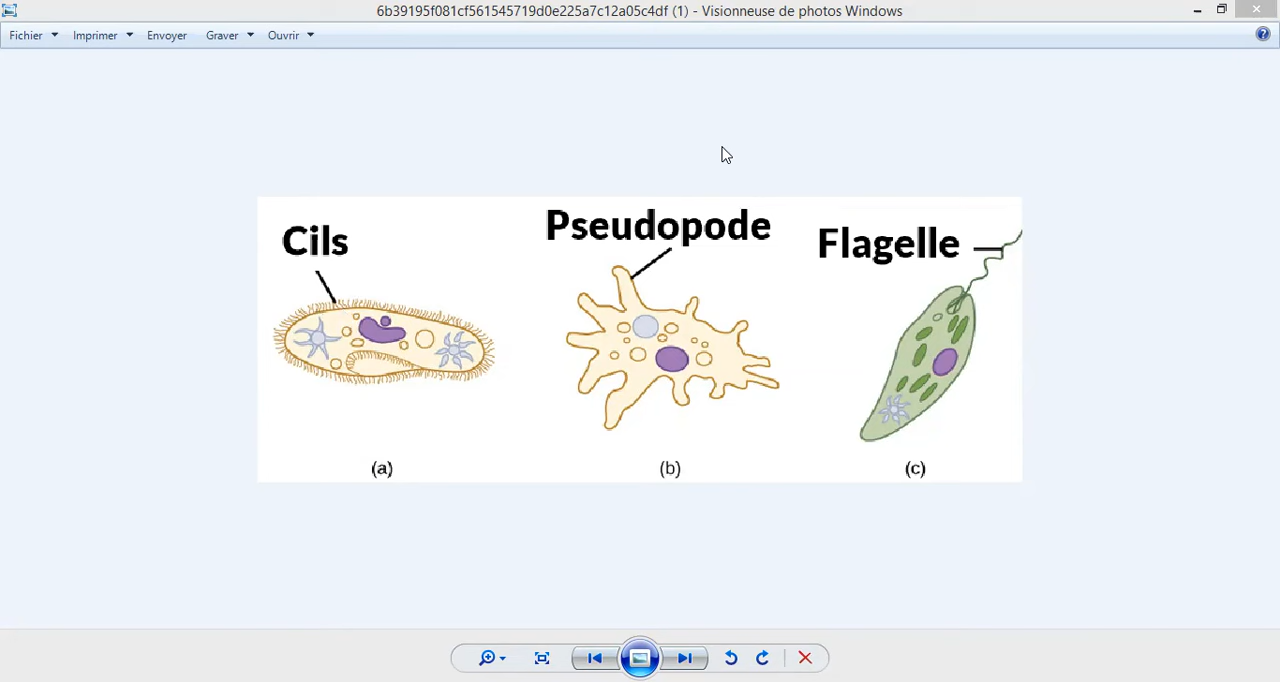 6b39195f081cf561545719d0e225a7c12a05c4df (1) - Visionneuse de photos Windows
Fichier Imprimer Envoyer Graver Ouvrir
Cils
Pseudopode
Flagelle
(a)
(b)
(c)